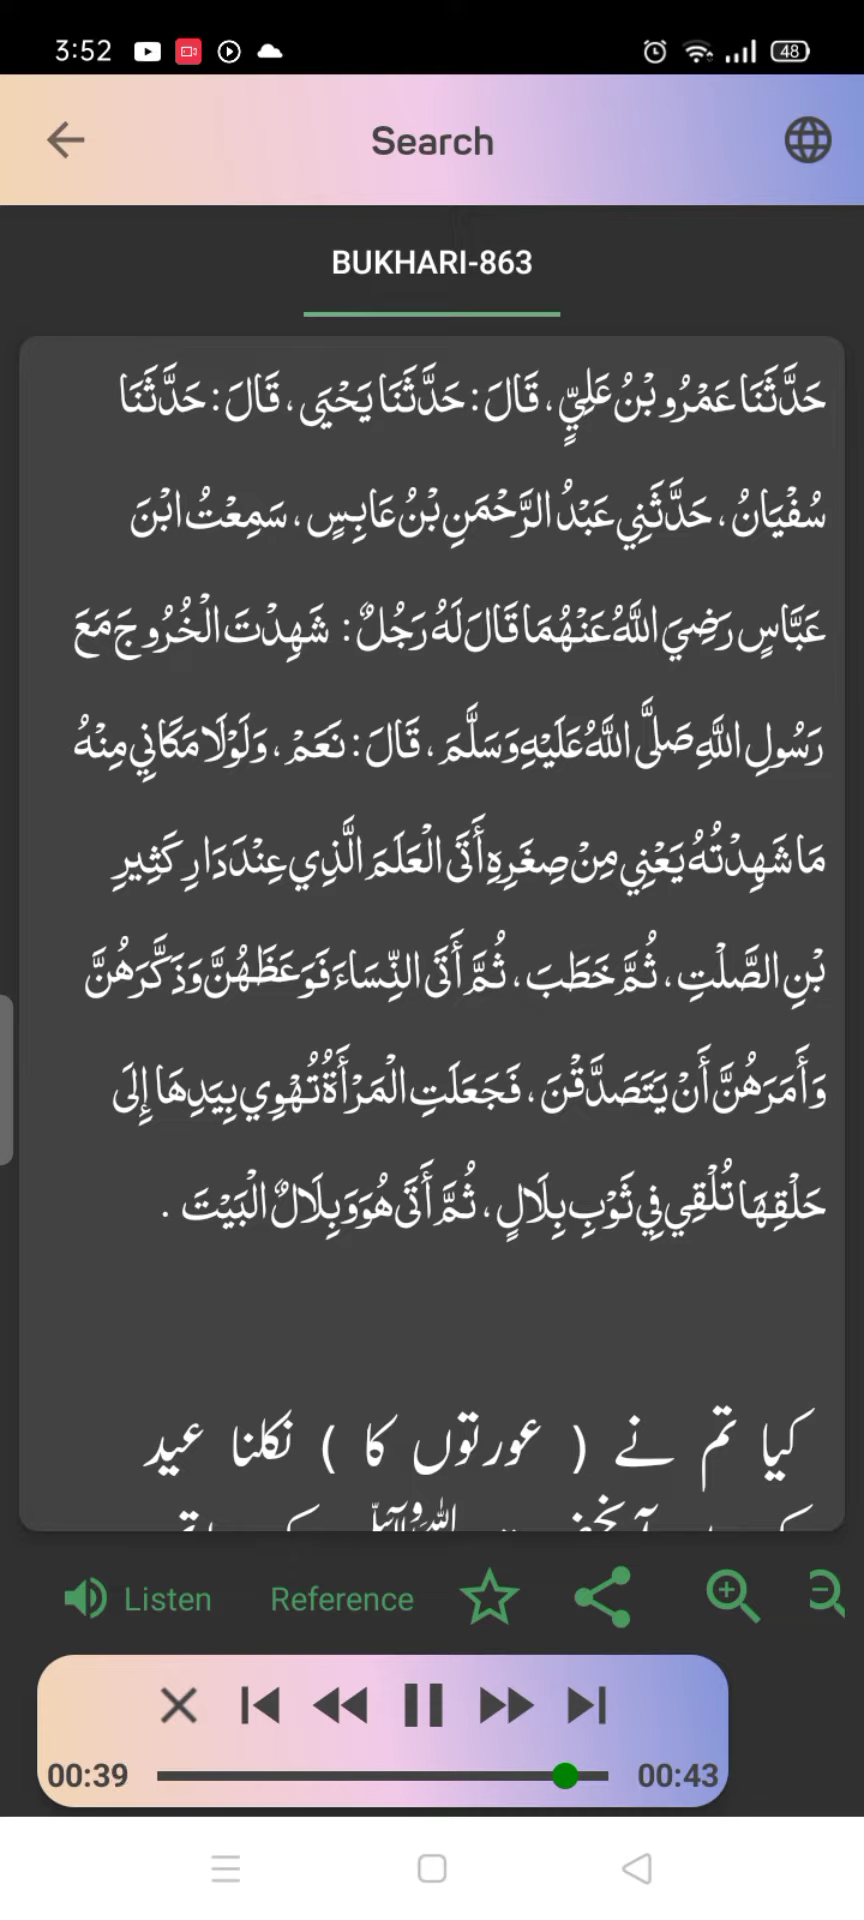 3:52
48
Search
BUKHARI-863
حَدَّثَنَا عَمْرُو بْنُ عَلِيٍّ ، قَالَ : حَدَّثَنَا يَحْيَى ، قَالَ : حَدَّثَنَا
سُفْيَانُ ، حَدَّثَنِي عَبْدُ الرَّحْمَنِ بْنُ عَابِسٍ ، سَمِعْتُ ابْنَ
عَبَّاسٍ رَضِيَ اللَّهُ عَنْهُمَا قَالَ لَهُ رَجُلٌ : شَهِدْتَ الْخُرُوجَ مَعَ
رَسُولِ اللَّهِ صَلَّى اللَّهُ عَلَيْهِ وَسَلَّمَ ، قَالَ : نَعَمْ ، وَلَوْلَا مَكَانِي مِنْهُ
مَا شَهِدْتُهُ يَعْنِي مِنْ صِغَرِهِ أَتَى الْعَلَمَ الَّذِي عِنْدَ دَارِ كَثِيرِ
بْنِ الصَّلْتِ ، ثُمَّ خَطَبَ ، ثُمَّ أَتَى النِّسَاءَ فَوَعَظَهُنَّ وَذَكَّرَهُنَّ
وَأَمَرَهُنَّ أَنْ يَتَصَدَّقْنَ ، فَجَعَلَتِ الْمَرْأَةُ تُهْوِي بِيَدِهَا إِلَى
حَلْقِهَا تُلْقِي فِي ثَوْبِ بِلَالٍ ، ثُمَّ أَتَى هُوَ وَبِلَالٌ الْبَيْتَ .
کیا تم نے ( عورتوں کا ) نکلنا عید
Listen Reference
00:39 00:43